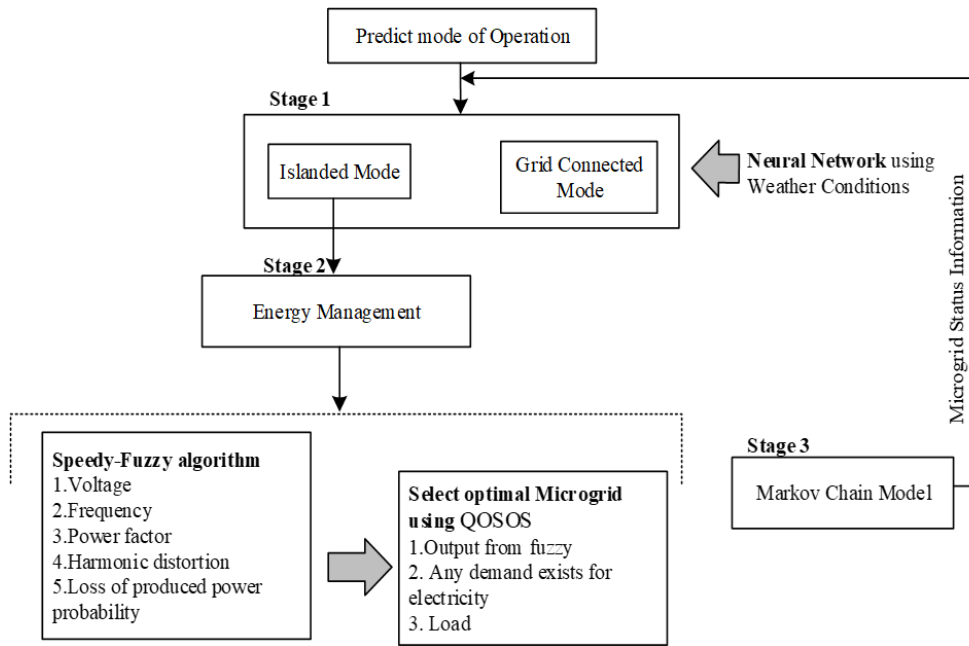 Predict mode of Operation
Stage 1
Islanded Mode
Grid Connected
Mode
Neural Network using
Weather Conditions
Stage 2
Energy Management
Microgrid Status Information
Speedy-Fuzzy algorithm
1.Voltage
2.Frequency
3.Power factor
4.Harmonic distortion
5.Loss of produced power
probability
Select optimal Microgrid
using QOSOS
1.Output from fuzzy
2. Any demand exists for
electricity
3. Load
Stage 3
Markov Chain Model